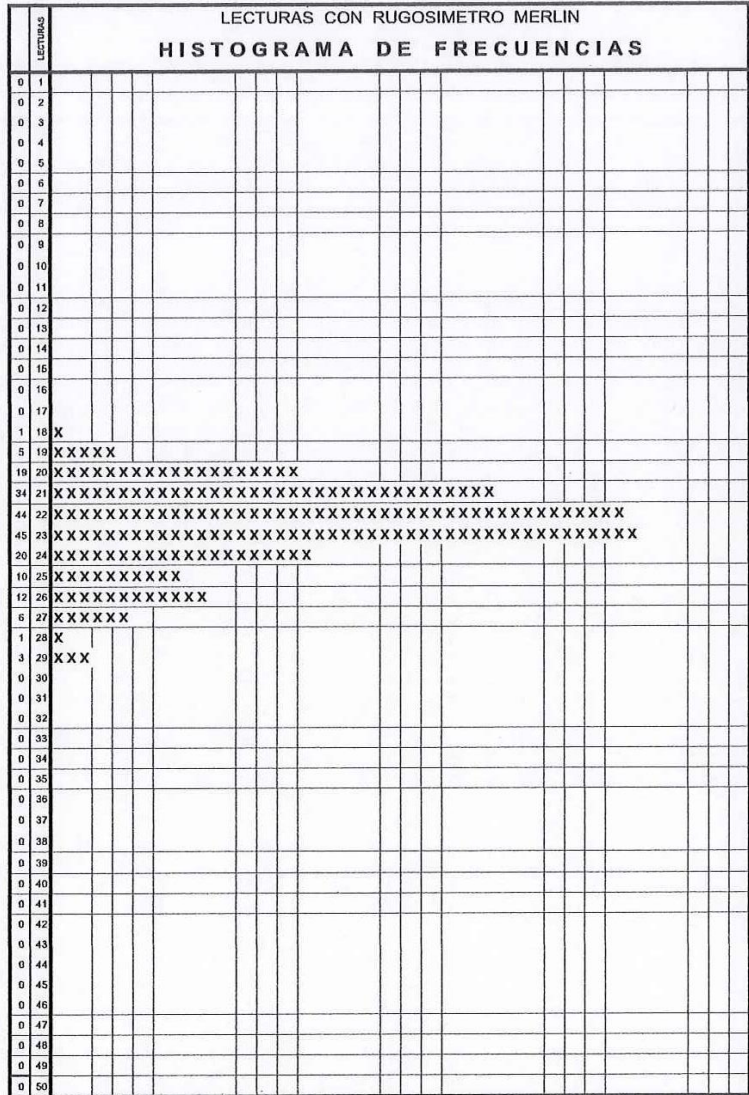 LECTURAS
LECTURAS CON RUGOSIMETRO MERLIN
HISTOGRAMA DE FRECUENCIAS
0 1
0 2
0 3
0 4
0 5
0 6
0 7
0 8
0 9
0 10
0 11
0 12
0 13
0 14
0 15
0 16
0 17
1 18 X
5 19 XXXXX
19 20 XXXXXXXXXXXXXXXXXXX
34 21 XXXXXXXXXXXXXXXXXXXXXXXXXXXXXXXXXX
44 22 XXXXXXXXXXXXXXXXXXXXXXXXXXXXXXXXXXXXXXXXXXXX
45 23 XXXXXXXXXXXXXXXXXXXXXXXXXXXXXXXXXXXXXXXXXXXXX
20 24 XXXXXXXXXXXXXXXXXXXX
10 25 XXXXXXXXXX
12 26 XXXXXXXXXXXX
6 27 XXXXXX
1 28 X
3 29 XXX
0 30
0 31
0 32
0 33
0 34
0 35
0 36
0 37
0 38
0 39
0 40
0 41
0 42
0 43
0 44
0 45
0 46
0 47
0 48
0 49
0 50